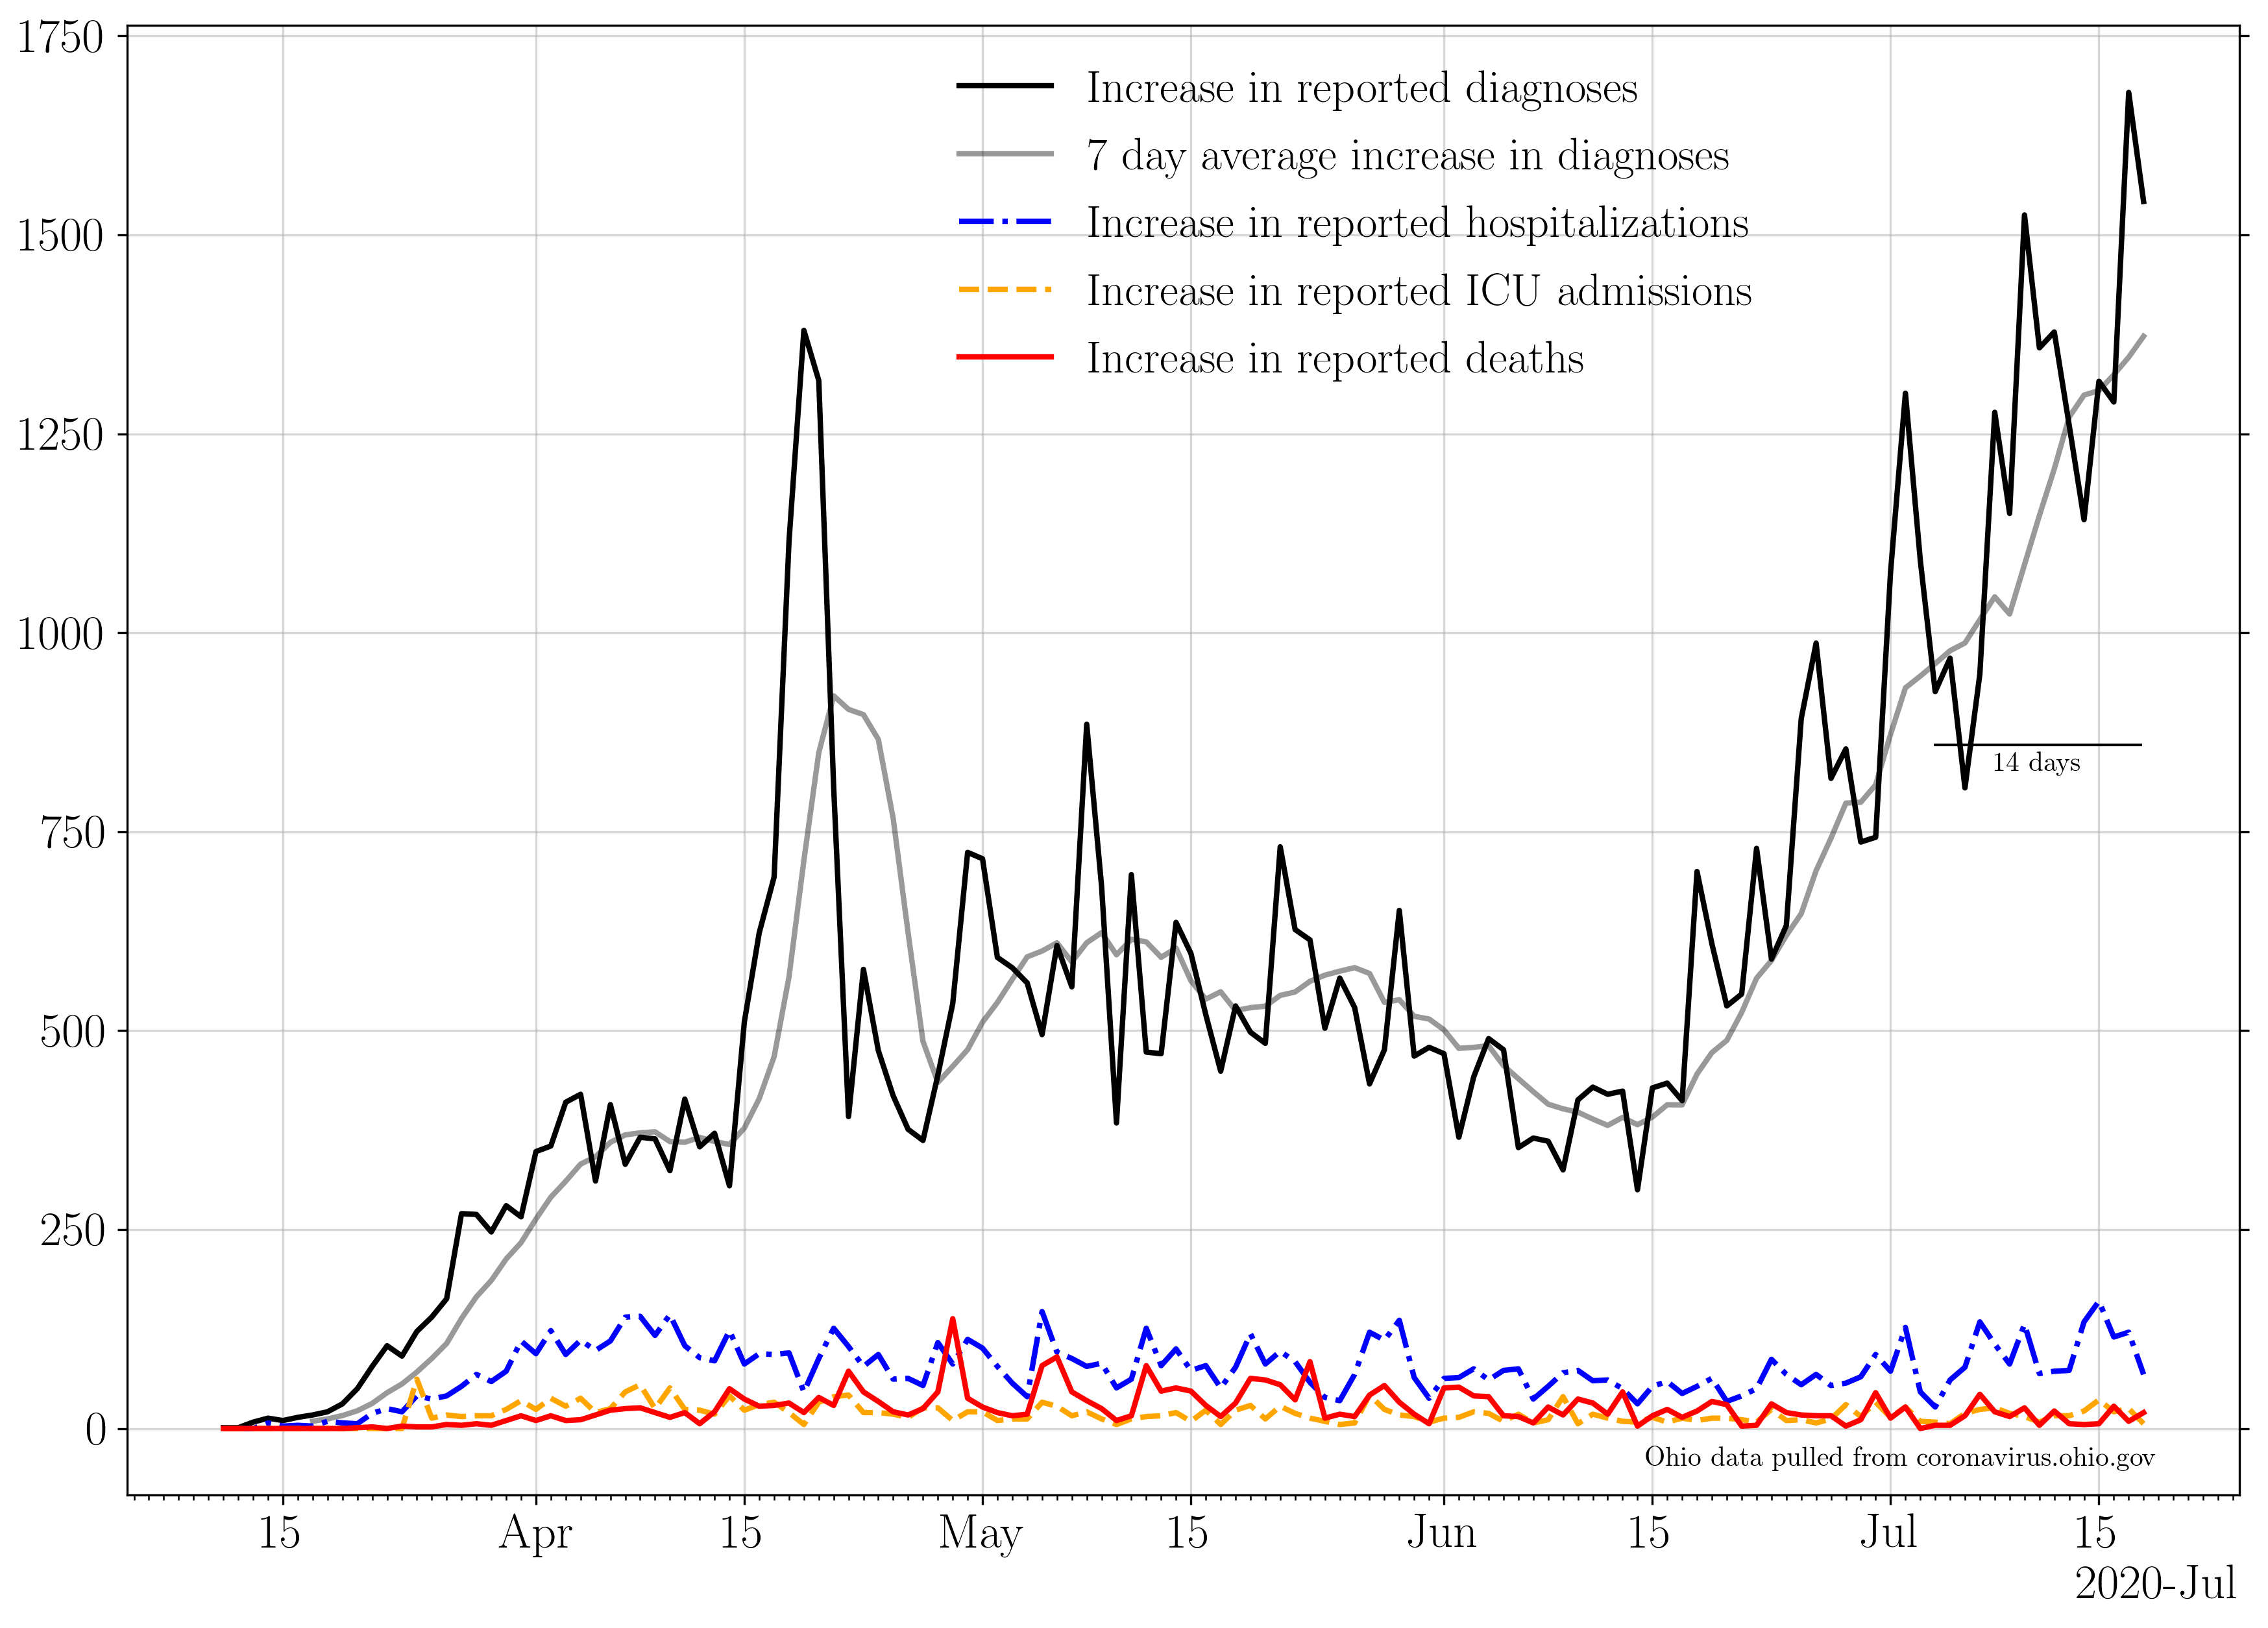 1750
1500
1250
1000
750
500
250
0
Increase in reported diagnoses
7 day average increase in diagnoses
Increase in reported hospitalizations
Increase in reported ICU admissions
Increase in reported deaths
14 days
Ohio data pulled from coronavirus.ohio.gov
15 Apr 15 May 15 Jun 15 Jul 15
2020-Jul